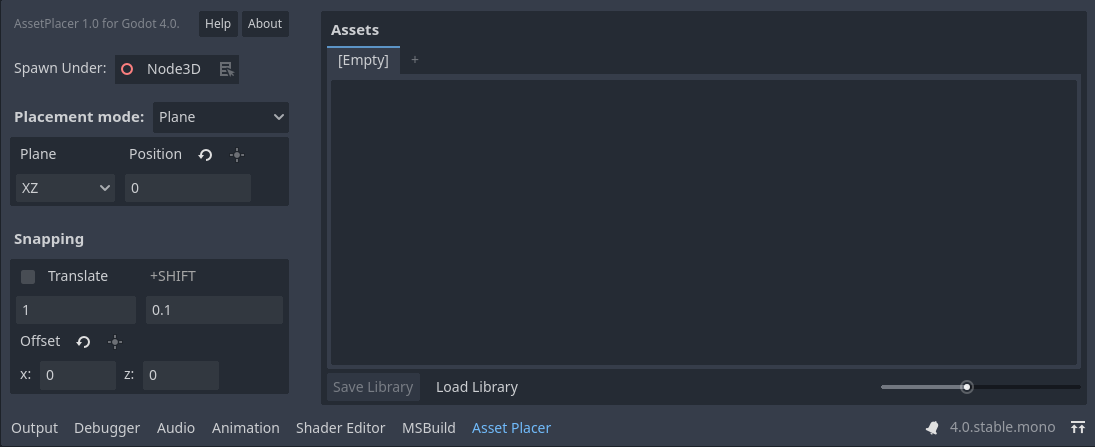 AssetPlacer 1.0 for Godot 4.0. Help About
Spawn Under: Node3D
Placement mode: Plane
Plane Position
XZ 0
Snapping
Translate +SHIFT
1 0.1
Offset
x: 0 z: 0
Assets
[Empty] +
Save Library Load Library
Output Debugger Audio Animation Shader Editor MSBuild Asset Placer 4.0.stable.mono